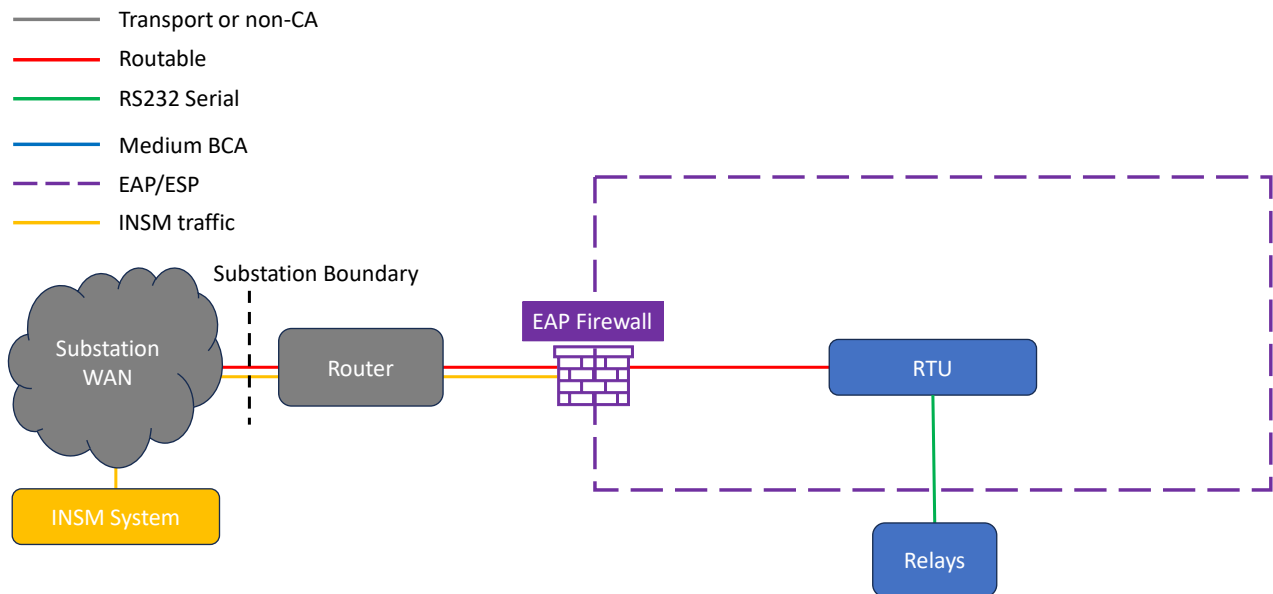 Transport or non-CA
Routable
RS232 Serial
Medium BCA
EAP/ESP
INSM traffic
Substation Boundary
EAP Firewall
Substation
WAN
Router
RTU
INSM System
Relays